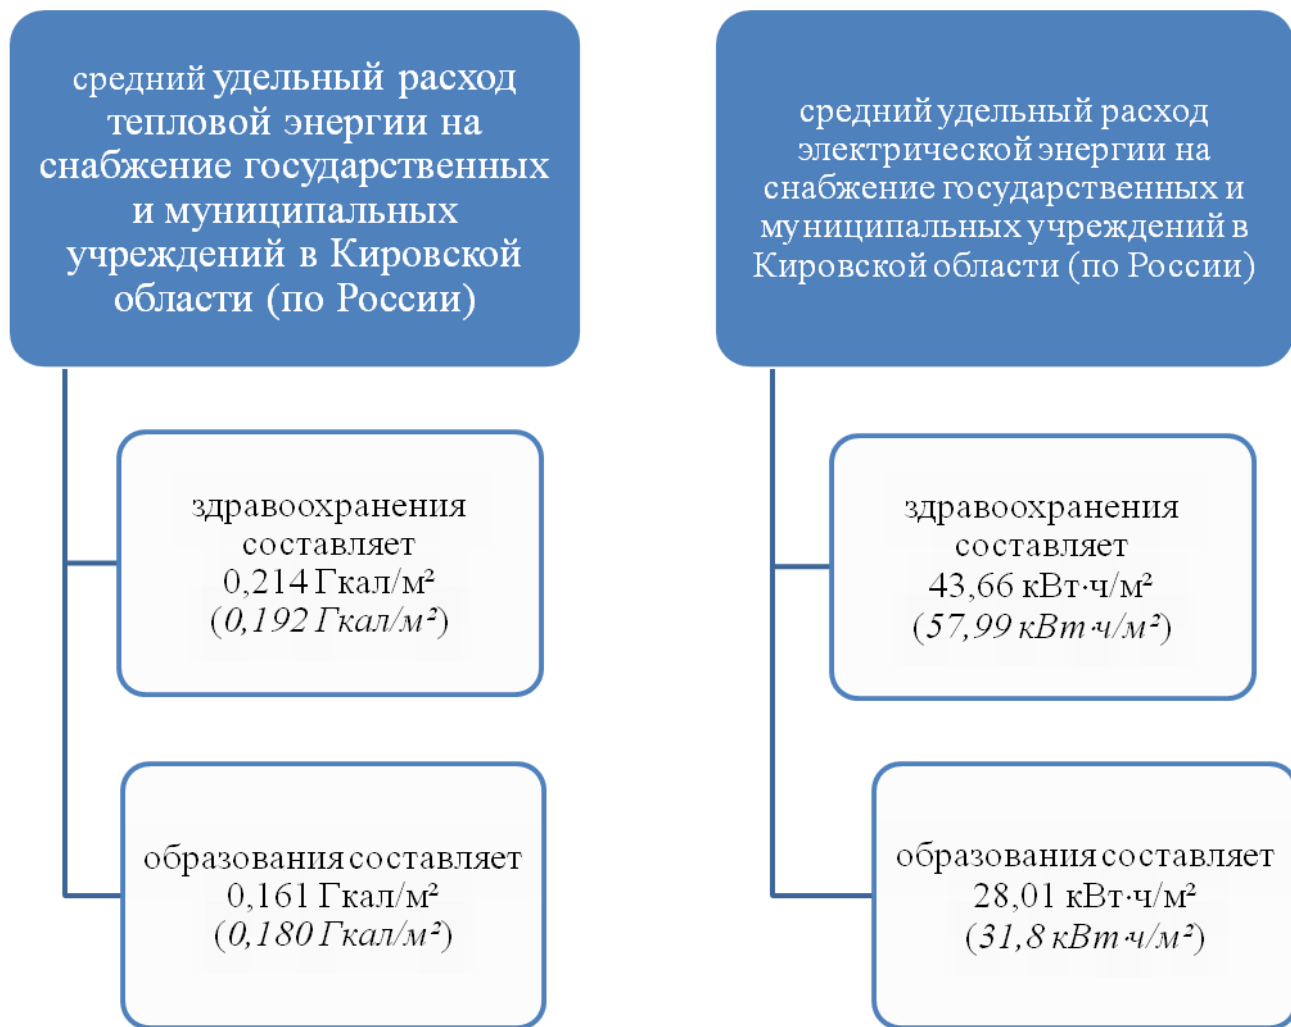 средний удельный расход
тепловой энергии на
снабжение государственных
и муниципальных
учреждений в Кировской
области (по России)
здравоохранения
составляет
0,214 Гкал/м²
(0,192 Гкал/м²)
образования составляет
0,161 Гкал/м²
(0,180 Гкал/м²)
средний удельный расход
электрической энергии на
снабжение государственных и
муниципальных учреждений в
Кировской области (по России)
здравоохранения
составляет
43,66 кВт·ч/м²
(57,99 кВт·ч/м²)
образования составляет
28,01 кВт·ч/м²
(31,8 кВт·ч/м²)